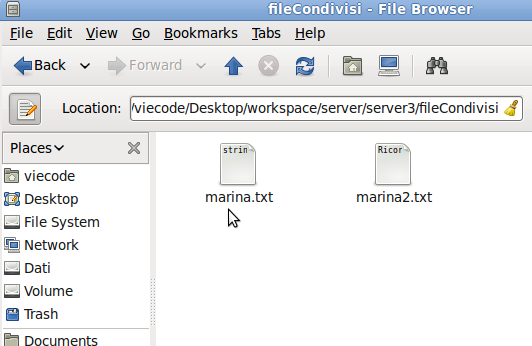 fileCondivisi - File Browser
File Edit View Go Bookmarks Tabs Help
Back Forward
Location: /viecode/Desktop/workspace/server/server3/fileCondivisi
Places
viecode
Desktop
File System
Network
Dati
Volume
Trash
Documents
strin
marina.txt
Ricor
marina2.txt